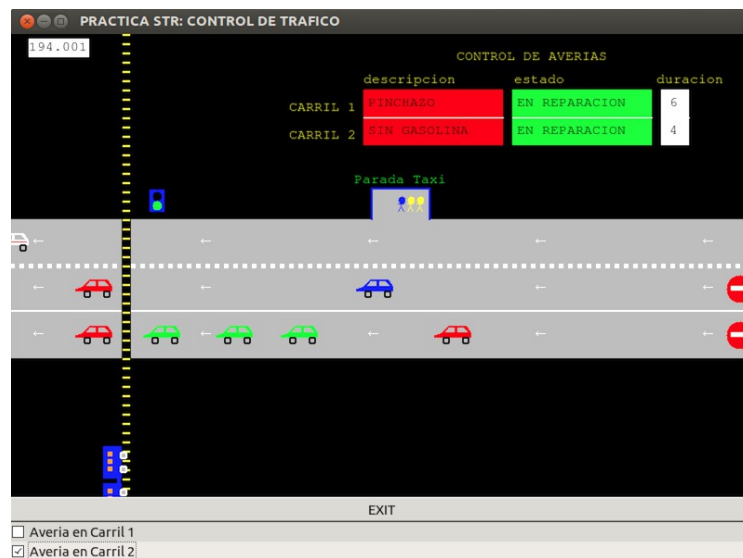 PRACTICA STR: CONTROL DE TRAFICO
194.001
CONTROL DE AVERIAS
descripcion estado duracion
CARRIL 1 PINCHAZO EN REPARACION 6
CARRIL 2 SIN GASOLINA EN REPARACION 4
Parada Taxi
EXIT
Averia en Carril 1
Averia en Carril 2